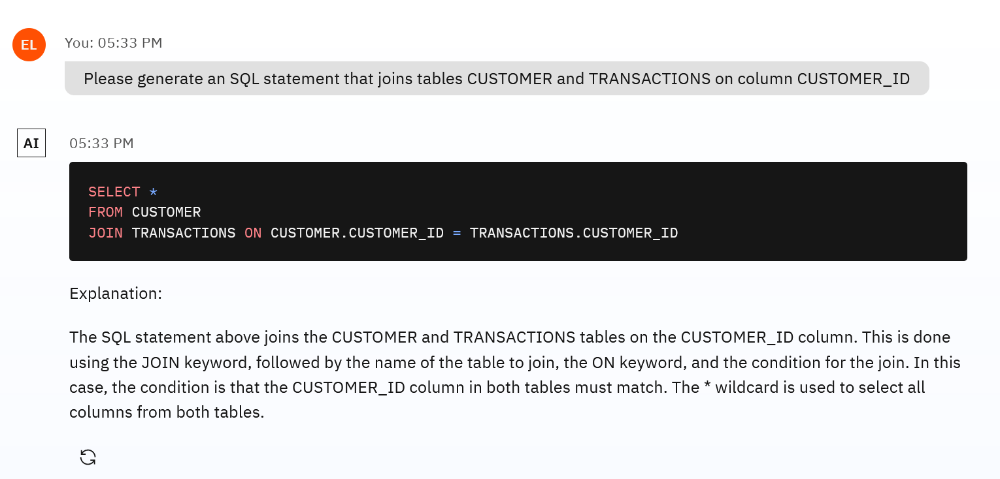 EL
You: 05:33 PM
Please generate an SQL statement that joins tables CUSTOMER and TRANSACTIONS on column CUSTOMER_ID
AI
05:33 PM
SELECT *
FROM CUSTOMER
JOIN TRANSACTIONS ON CUSTOMER.CUSTOMER_ID = TRANSACTIONS.CUSTOMER_ID
Explanation:
The SQL statement above joins the CUSTOMER and TRANSACTIONS tables on the CUSTOMER_ID column. This is done
using the JOIN keyword, followed by the name of the table to join, the ON keyword, and the condition for the join. In this
case, the condition is that the CUSTOMER_ID column in both tables must match. The * wildcard is used to select all
columns from both tables.